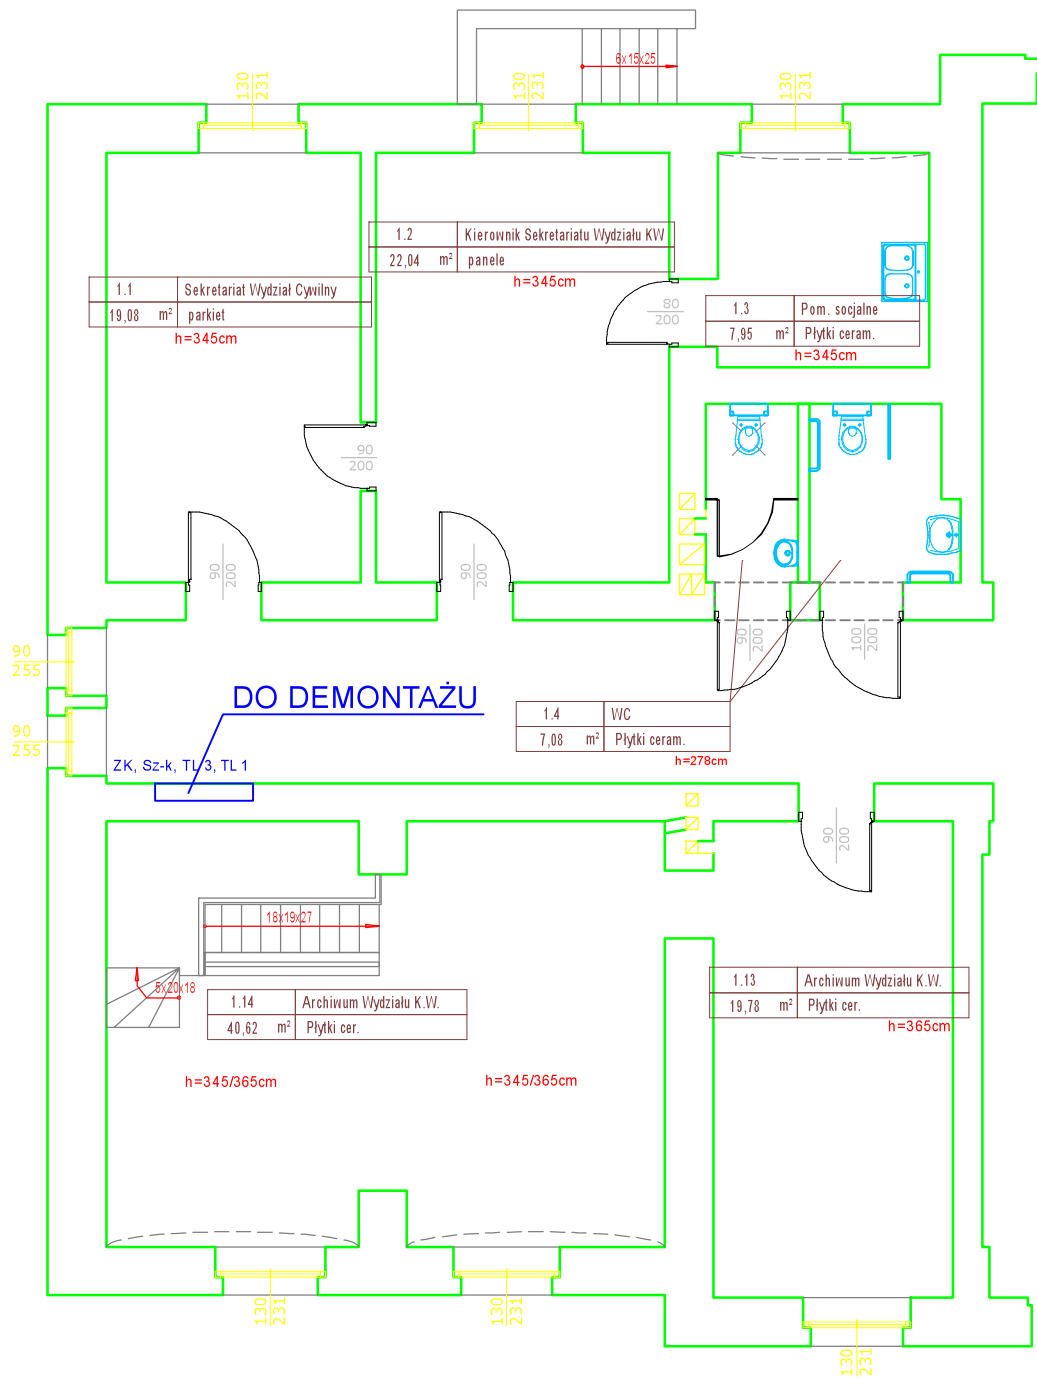 6x15x25
130
231
130
231
130
231
1.2 Kierownik Sekretariatu Wydziału KW
22,04 m² panele
h=345cm
1.1 Sekretariat Wydział Cywilny
19,08 m² parkiet
h=345cm
80
200
1.3 Pom. socjalne
7,95 m² Płytki ceram.
h=345cm
90
200
90
200
90
200
90
200
100
200
90
255
90
255
DO DEMONTAŻU
ZK, Sz-k, TL 3, TL 1
1.4 WC
7,08 m² Płytki ceram.
h=278cm
90
200
18x19x27
5x20x18
1.14 Archiwum Wydziału K.W.
40,62 m² Płytki cer.
1.13 Archiwum Wydziału K.W.
19,78 m² Płytki cer.
h=365cm
h=345/365cm
h=345/365cm
130
231
130
231
130
231